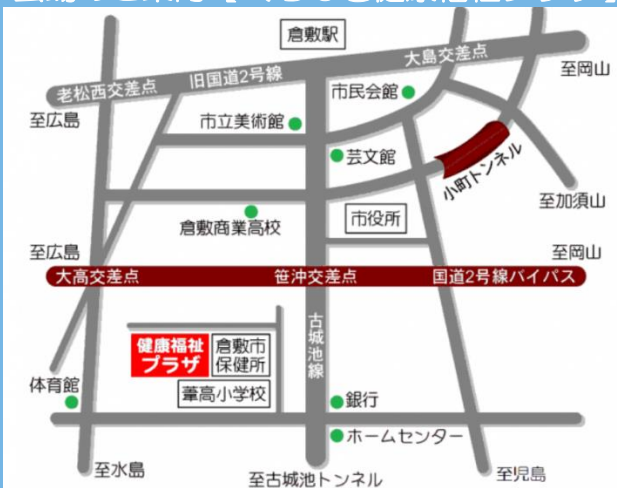 倉敷駅
大島交差点
至岡山
旧国道2号線
老松西交差点
至広島
市民会館
市立美術館
芸文館
小町トンネル
至加須山
倉敷商業高校
市役所
至広島
至岡山
大高交差点
笹沖交差点
国道2号線バイパス
古城池線
健康福祉
プラザ
倉敷市
保健所
葦高小学校
体育館
銀行
ホームセンター
至水島
至古城池トンネル
至児島